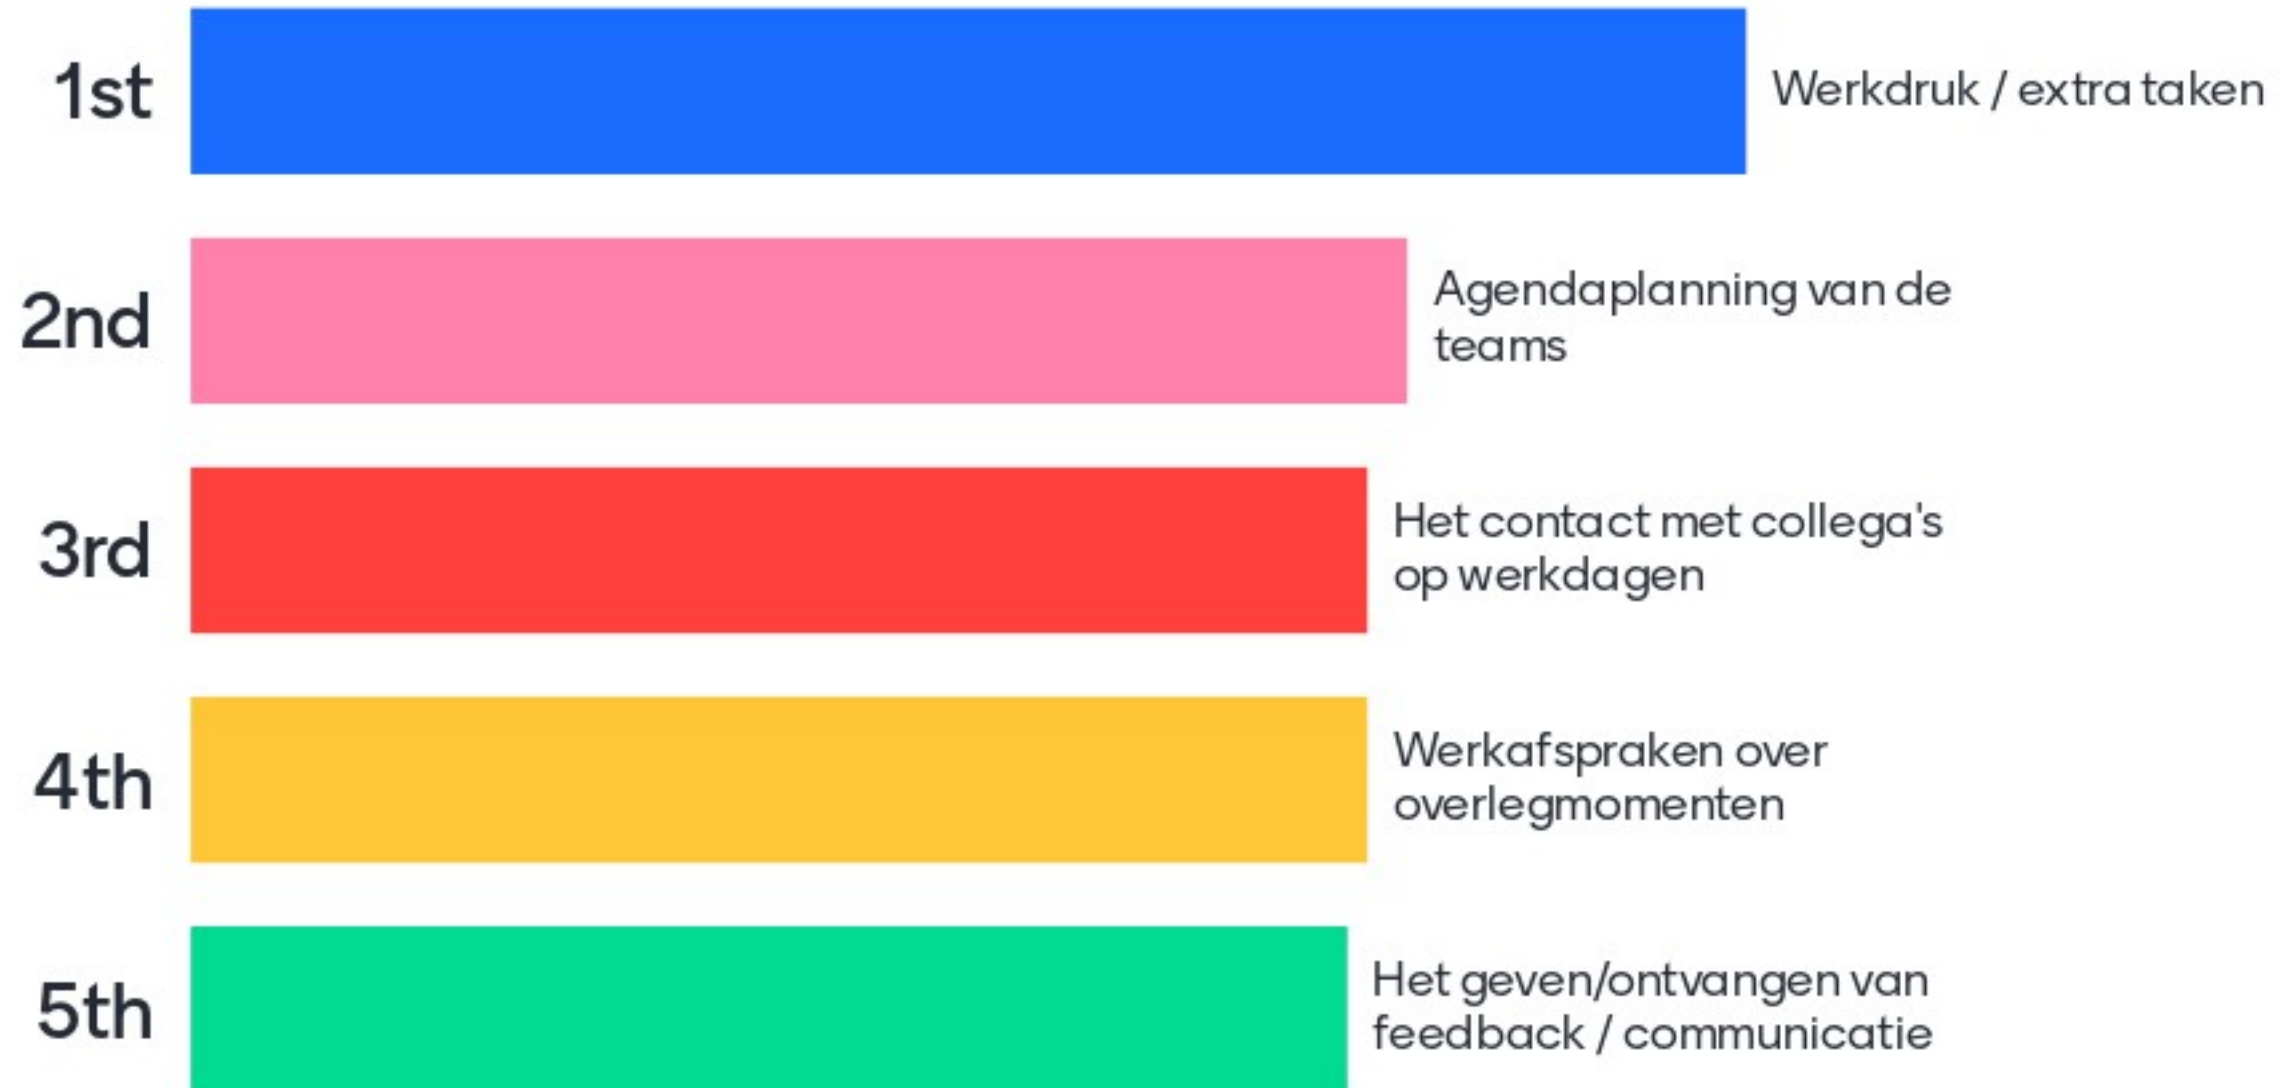 1st
Werkdruk / extra taken
2nd
Agendaplanning van de
teams
3rd
Het contact met collega's
op werkdagen
4th
Werkafspraken over
overlegmomenten
5th
Het geven/ontvangen van
feedback / communicatie